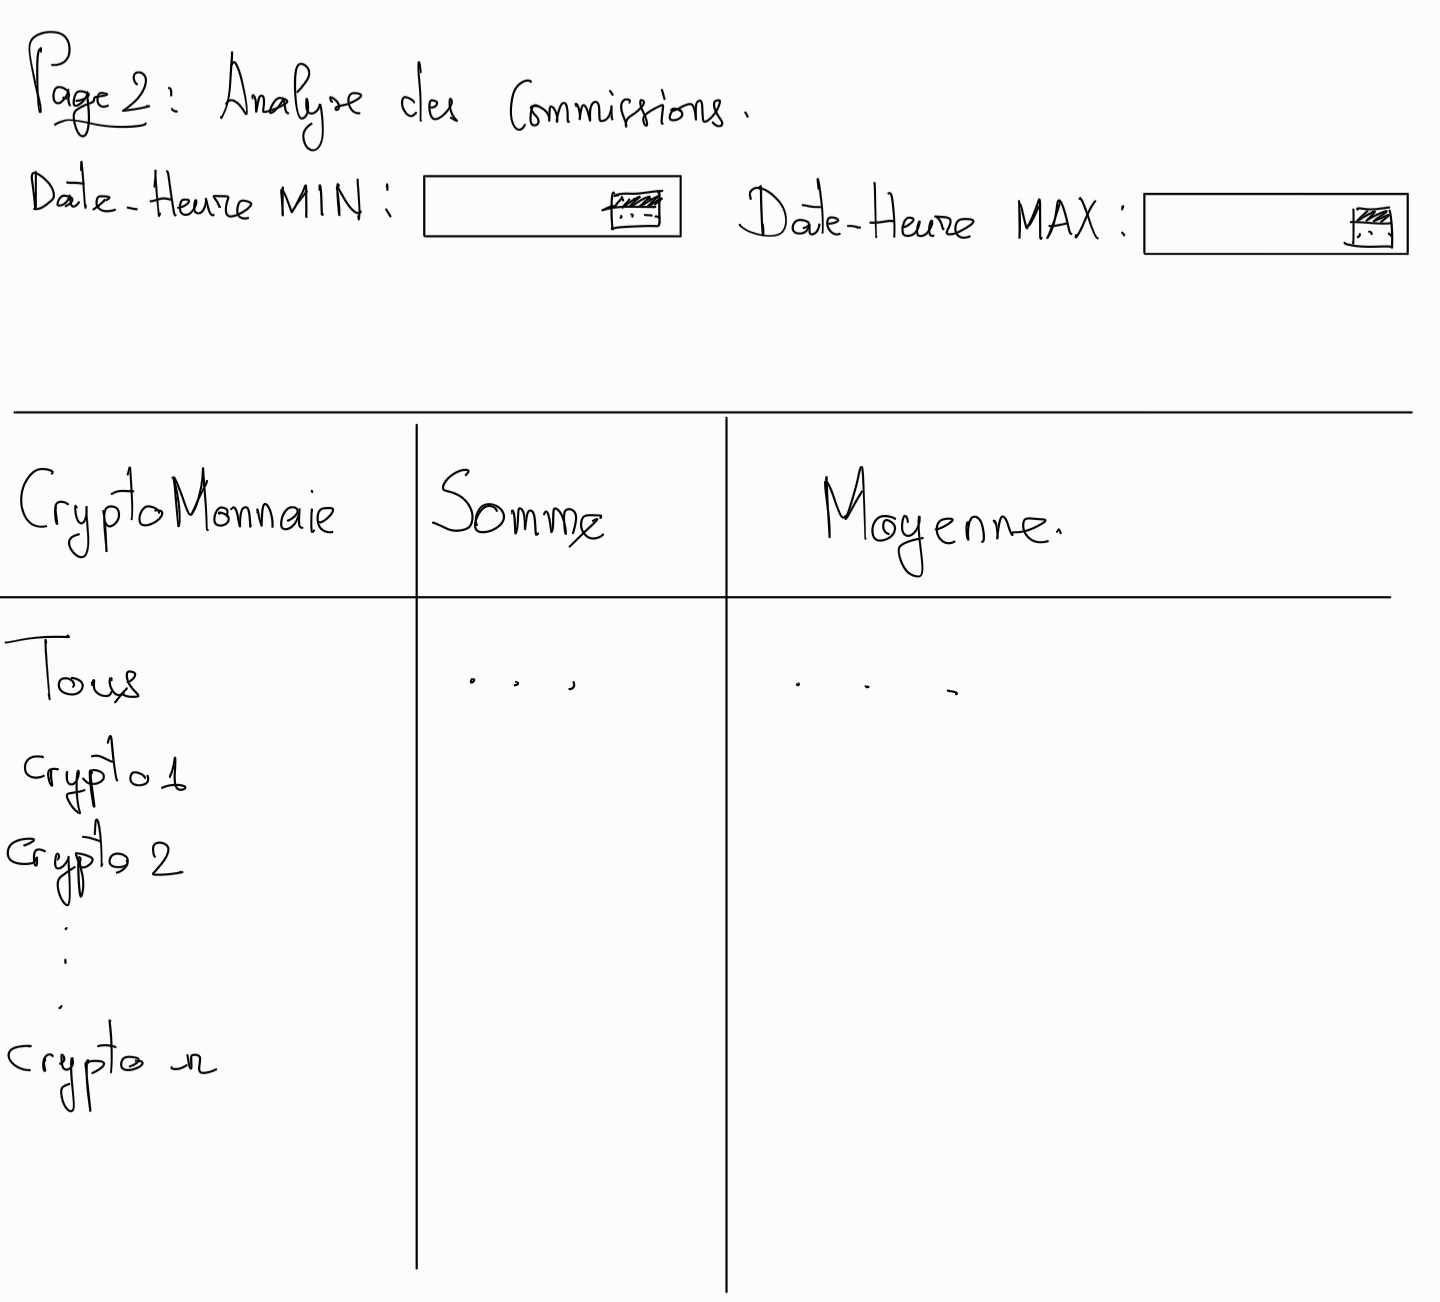 Page 2 : Analyse des Commissions.
Date-Heure MIN :
Date-Heure MAX :
CryptoMonnaie Somme Moyenne.
Tous . . . . . .
Crypto 1
Crypto 2
.
.
.
Crypto n